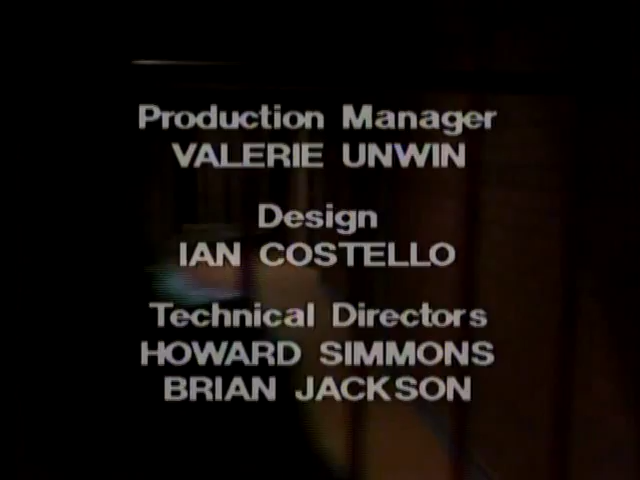 Production Manager
VALERIE UNWIN
Design
IAN COSTELLO
Technical Directors
HOWARD SIMMONS
BRIAN JACKSON